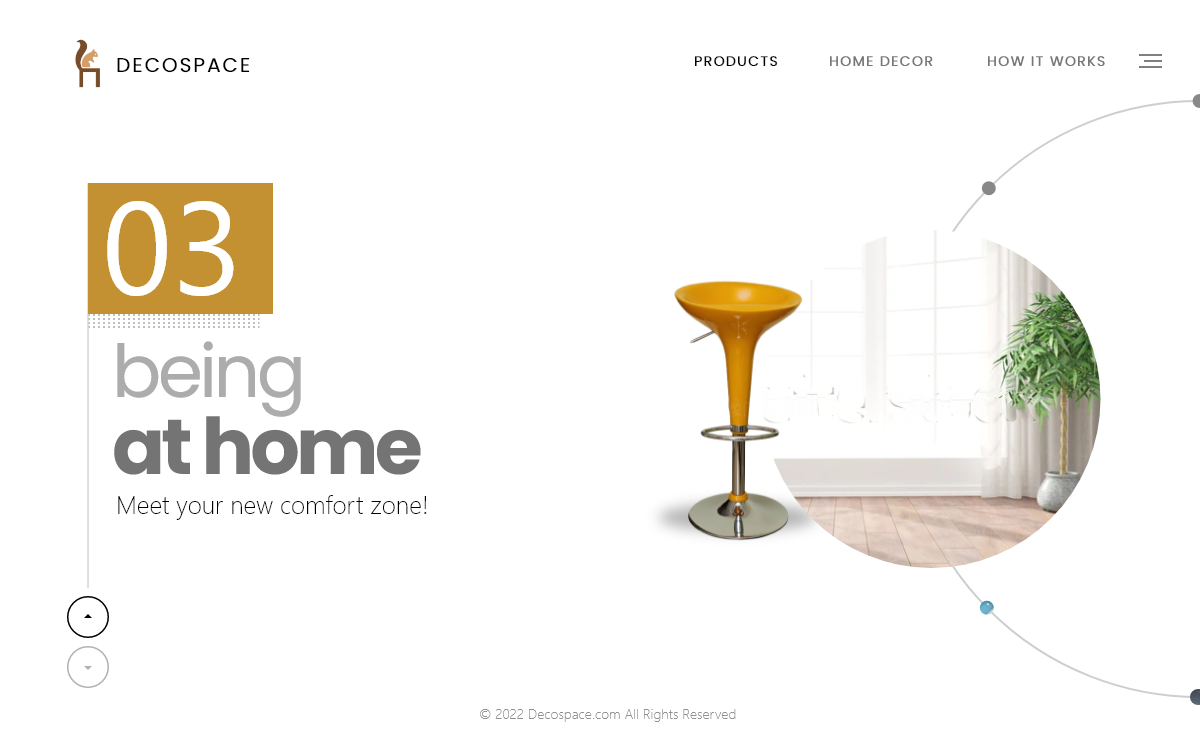 DECOSPACE
PRODUCTS HOME DECOR HOW IT WORKS
03
being
at home
Meet your new comfort zone!
© 2022 Decospace.com All Rights Reserved